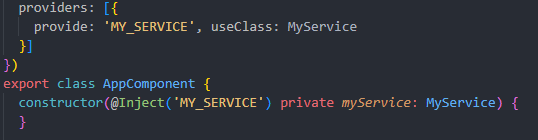 providers: [{
provide: 'MY_SERVICE', useClass: MyService
}]
})
export class AppComponent {
constructor(@Inject('MY_SERVICE') private myService: MyService) {
}